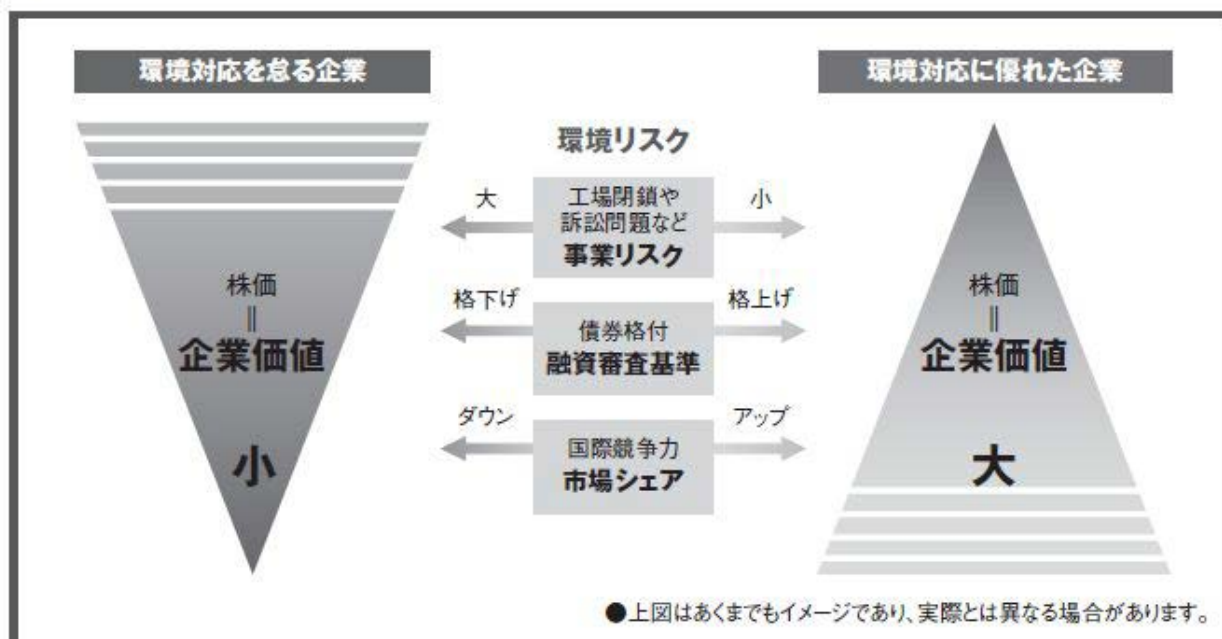 環境対応を怠る企業
環境対応に優れた企業
環境リスク
大
工場閉鎖や
訴訟問題など
事業リスク
小
格下げ
債券格付
融資審査基準
格上げ
ダウン
国際競争力
市場シェア
アップ
株価
||
企業価値
小
株価
||
企業価値
大
●上図はあくまでもイメージであり、実際とは異なる場合があります。